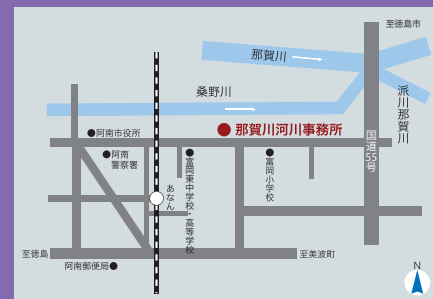 至徳島市
那賀川
桑野川
派川那賀川
阿南市役所
那賀川河川事務所
国道55号
阿南
警察署
富岡東中学校・高等学校
富岡小学校
あなん
至徳島
阿南郵便局
至美波町
N